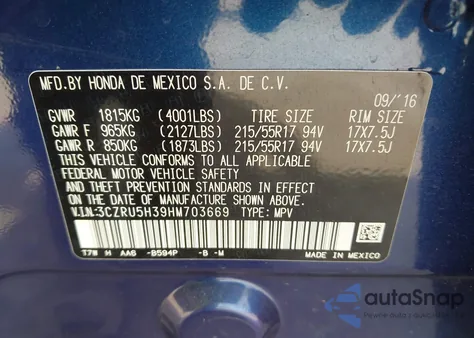 MFD.BY HONDA DE MEXICO S.A. DE C.V.
09/'16
GVWR 1815KG (4001LBS) TIRE SIZE RIM SIZE
GAWR F 965KG (2127LBS) 215/55R17 94V 17X7.5J
GAWR R 850KG (1873LBS) 215/55R17 94V 17X7.5J
THIS VEHICLE CONFORMS TO ALL APPLICABLE
FEDERAL MOTOR VEHICLE SAFETY AND
THEFT PREVENTION STANDARDS IN EFFECT ON
THE DATE OF MANUFACTURE SHOWN ABOVE.
V.I.N:3CZRU5H39HM703669 TYPE: MPV
T7W H AA6 -B594P -B -M
MADE IN MEXICO
autoSnap